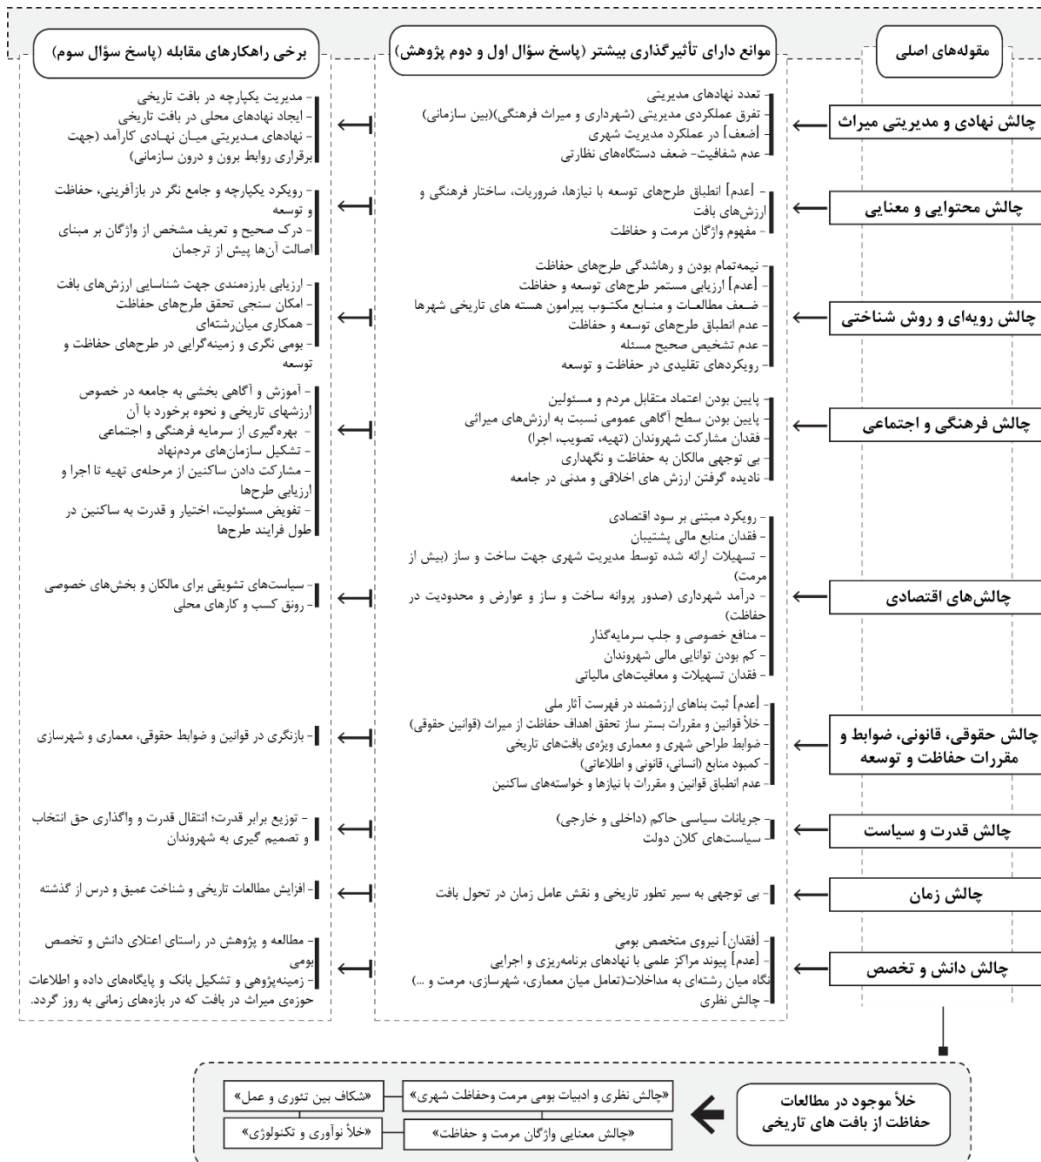 مقوله‌های اصلی
موانع دارای تأثیرگذاری بیشتر (پاسخ سؤال اول و دوم پژوهش)
برخی راهکارهای مقابله (پاسخ سؤال سوم)
چالش نهادی و مدیریتی میراث
- تعدد نهادهای مدیریتی
- تفرق عملکردی مدیریتی (شهرداری و میراث فرهنگی)(بین سازمانی)
- [ضعف] در عملکرد مدیریت شهری
- عدم شفافیت- ضعف دستگاه‌های نظارتی
- مدیریت یکپارچه در بافت تاریخی
- ایجاد نهادهای محلی در بافت تاریخی
- نهادهای مدیریتی میان نهادی کارآمد (جهت
برقراری روابط برون و درون سازمانی)
چالش محتوایی و معنایی
- [عدم] انطباق طرح‌های توسعه با نیازها، ضروریات، ساختار فرهنگی و
ارزش‌های بافت
- مفهوم واژگان مرمت و حفاظت
- رویکرد یکپارچه و جامع نگر در بازآفرینی، حفاظت
و توسعه
- درک صحیح و تعریف مشخص از واژگان بر مبنای
اصالت آن‌ها پیش از ترجمان
چالش رویه‌ای و روش شناختی
- نیمه‌تمام بودن و رهاشدگی طرح‌های حفاظت
- [عدم] ارزیابی مستمر طرح‌های توسعه و حفاظت
- ضعف مطالعات و منابع مکتوب پیرامون هسته های تاریخی شهرها
- عدم انطباق طرح‌های توسعه و حفاظت
- عدم تشخیص صحیح مسئله
- رویکردهای تقلیدی در حفاظت و توسعه
- ارزیابی بارزه‌مندی جهت شناسایی ارزش‌های بافت
- امکان سنجی تحقق طرح‌های حفاظت
- همکاری میان‌رشته‌ای
- بومی نگری و زمینه‌گرایی در طرح‌های حفاظت و
توسعه
چالش فرهنگی و اجتماعی
- پایین بودن اعتماد متقابل مردم و مسئولین
- پایین بودن سطح آگاهی عمومی نسبت به ارزش‌های میراثی
- فقدان مشارکت شهروندان (تهیه، تصویب، اجرا)
- بی توجهی مالکان به حفاظت و نگهداری
- نادیده گرفتن ارزش های اخلاقی و مدنی در جامعه
- آموزش و آگاهی بخشی به جامعه در خصوص
ارزشهای تاریخی و نحوه برخورد با آن
- بهره‌گیری از سرمایه فرهنگی و اجتماعی
- تشکیل سازمان‌های مردم‌نهاد
- مشارکت دادن ساکنین از مرحله‌ی تهیه تا اجرا و
ارزیابی طرح‌ها
- تفویض مسئولیت، اختیار و قدرت به ساکنین در
طول فرایند طرح‌ها
چالش‌های اقتصادی
- رویکرد مبتنی بر سود اقتصادی
- فقدان منابع مالی پشتیبان
- تسهیلات ارائه شده توسط مدیریت شهری جهت ساخت و ساز (بیش از
مرمت)
- درآمد شهرداری (صدور پروانه ساخت و ساز و عوارض و محدودیت در
حفاظت)
- منافع خصوصی و جلب سرمایه‌گذار
- کم بودن توانایی مالی شهروندان
- فقدان تسهیلات و معافیت‌های مالیاتی
- سیاست‌های تشویقی برای مالکان و بخش‌های خصوصی
- رونق کسب و کارهای محلی
چالش حقوقی، قانونی، ضوابط و
مقررات حفاظت و توسعه
- [عدم] ثبت بناهای ارزشمند در فهرست آثار ملی
- خلأ قوانین و مقررات بستر ساز تحقق اهداف حفاظت از میراث (قوانین حقوقی)
- ضوابط طراحی شهری و معماری ویژه‌ی بافت‌های تاریخی
- کمبود منابع (انسانی، قانونی و اطلاعاتی)
- عدم انطباق قوانین و مقررات با نیازها و خواسته‌های ساکنین
- بازنگری در قوانین و ضوابط حقوقی، معماری و شهرسازی
چالش قدرت و سیاست
- جریانات سیاسی حاکم (داخلی و خارجی)
- سیاست‌های کلان دولت
- توزیع برابر قدرت؛ انتقال قدرت و واگذاری حق انتخاب
و تصمیم گیری به شهروندان
چالش زمان
- بی توجهی به سیر تطور تاریخی و نقش عامل زمان در تحول بافت
- افزایش مطالعات تاریخی و شناخت عمیق و درس از گذشته
چالش دانش و تخصص
- [فقدان] نیروی متخصص بومی
- [عدم] پیوند مراکز علمی با نهادهای برنامه‌ریزی و اجرایی
نگاه میان رشته‌ای به مداخلات(تعامل میان معماری، شهرسازی، مرمت و ...)
- چالش نظری
- مطالعه و پژوهش در راستای اعتلای دانش و تخصص
بومی
- زمینه‌پژوهی و تشکیل بانک و پایگاه‌های داده و اطلاعات
حوزه‌ی میراث در بافت که در بازه‌های زمانی به روز گردد.
خلأ موجود در مطالعات
حفاظت از بافت های تاریخی
«چالش نظری و ادبیات بومی مرمت وحفاظت شهری»
«شکاف بین تئوری و عمل»
«چالش معنایی واژگان مرمت و حفاظت»
«خلأ نوآوری و تکنولوژی»